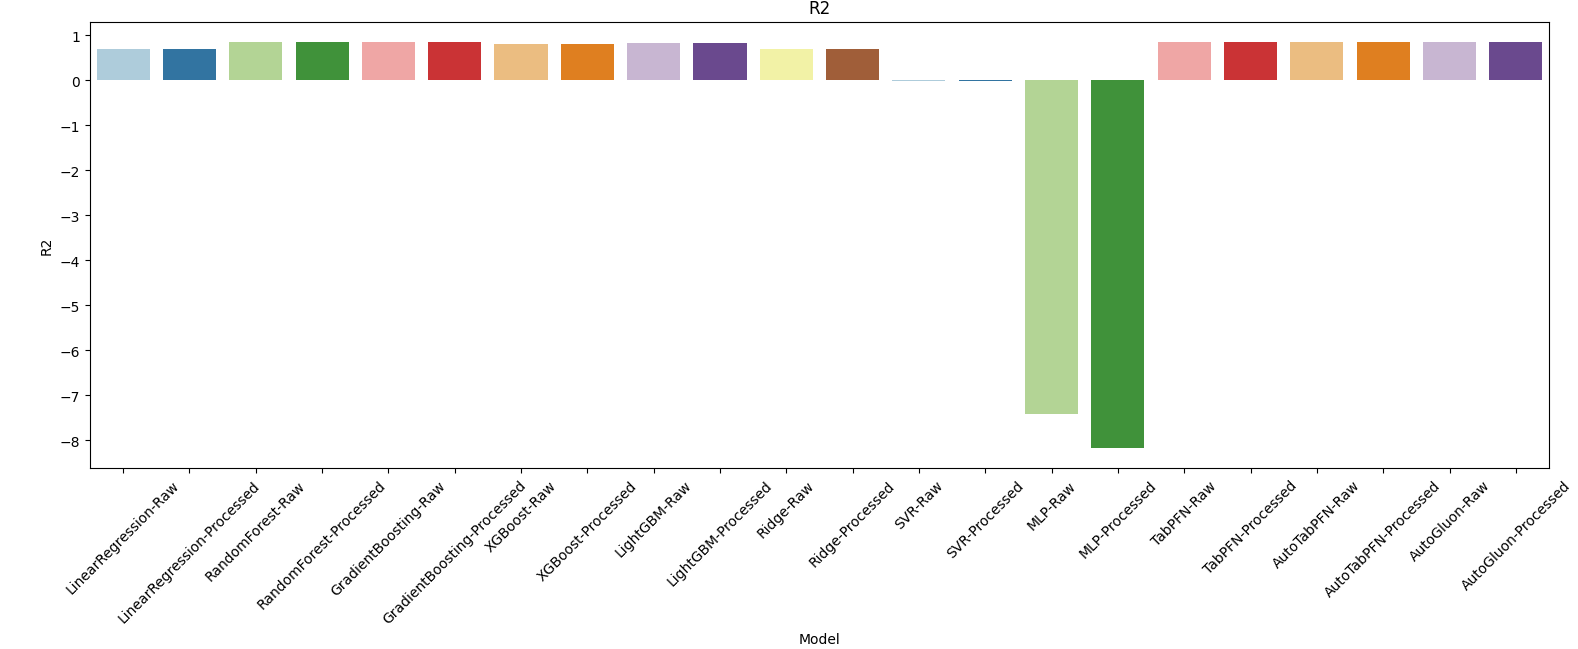 R2
1
0
−1
−2
−3
−4
−5
−6
−7
−8
R2
LinearRegression-Raw
LinearRegression-Processed
RandomForest-Raw
RandomForest-Processed
GradientBoosting-Raw
GradientBoosting-Processed
XGBoost-Raw
XGBoost-Processed
LightGBM-Raw
LightGBM-Processed
Ridge-Raw
Ridge-Processed
SVR-Raw
SVR-Processed
MLP-Raw
MLP-Processed
TabPFN-Raw
TabPFN-Processed
AutoTabPFN-Raw
AutoTabPFN-Processed
AutoGluon-Raw
AutoGluon-Processed
Model